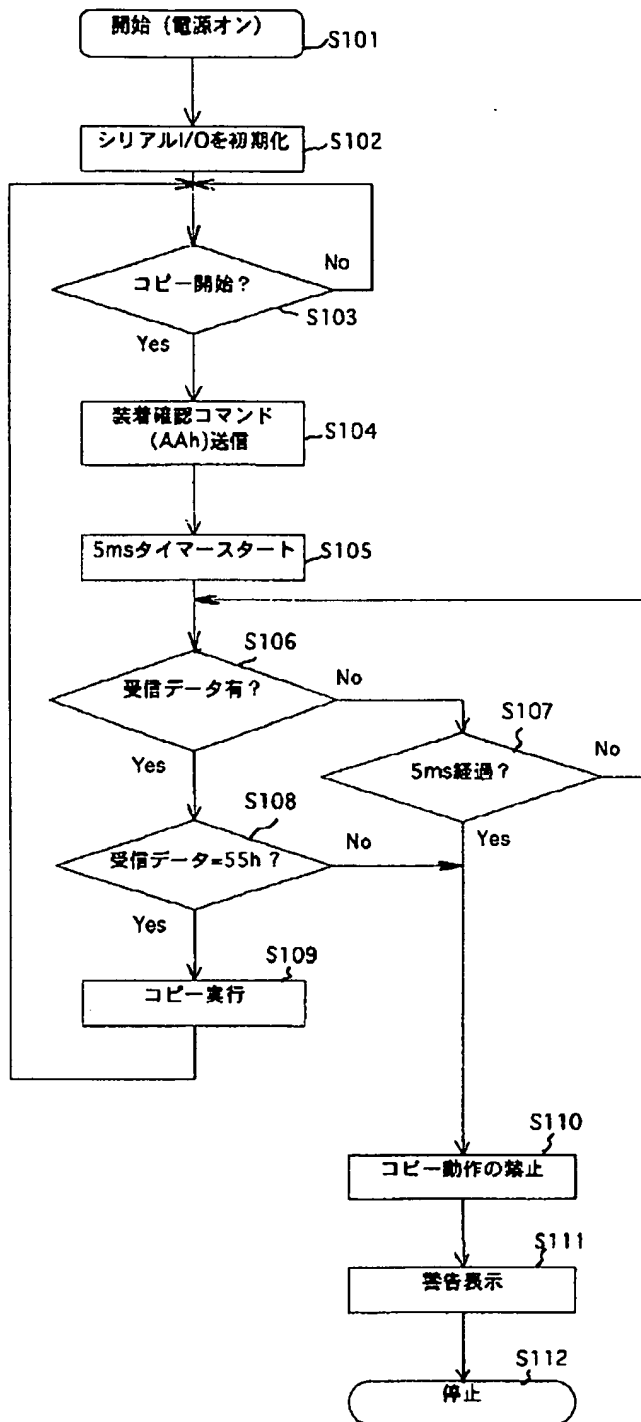 開始 (電源オン)
S101
シリアルI/Oを初期化
S102
No
コピー開始?
S103
Yes
装着確認コマンド
(AAh)送信
S104
5msタイマースタート
S105
S106
No
受信データ有?
S107
No
Yes
5ms経過?
S108
Yes
受信データ=55h?
No
Yes
S109
コピー実行
S110
コピー動作の禁止
S111
警告表示
S112
停止